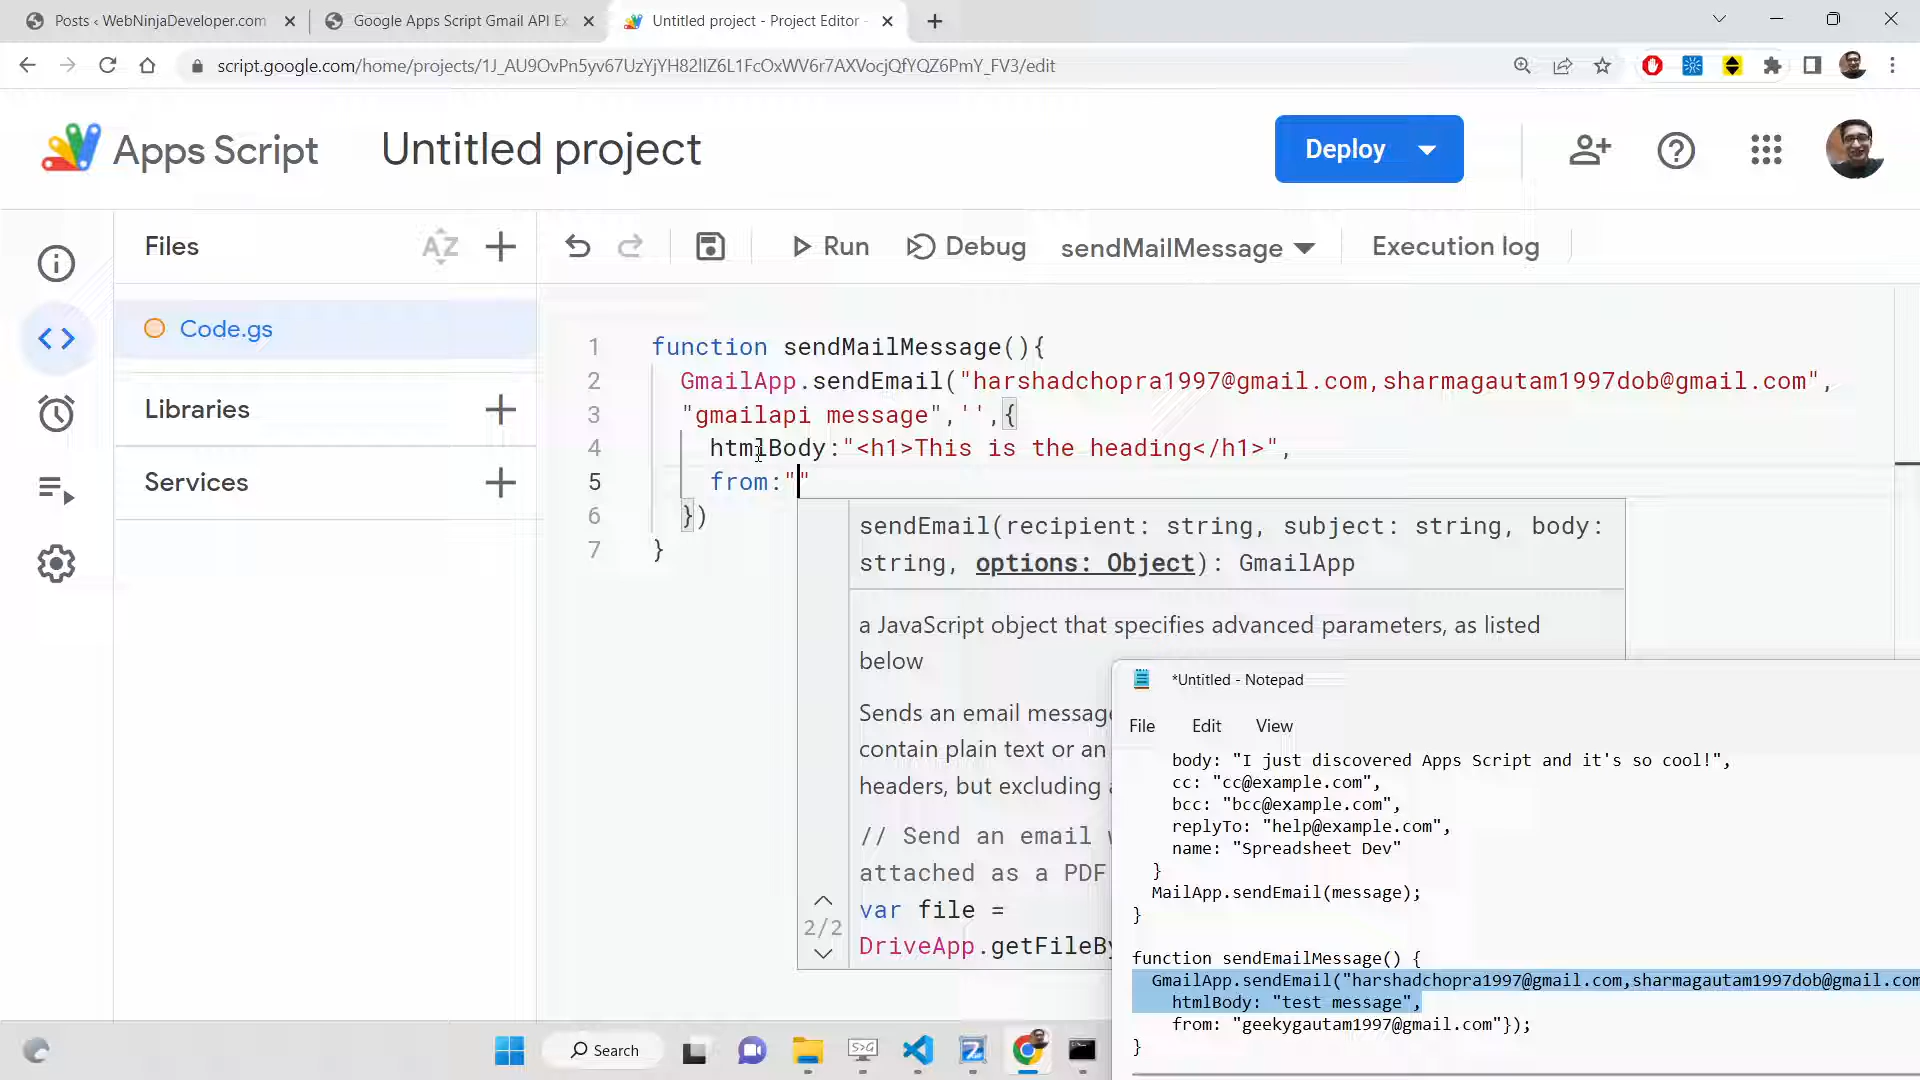 Posts ‹ WebNinjaDeveloper.com
Google Apps Script Gmail API Ex
Untitled project - Project Editor -
script.google.com/home/projects/1J_AU9OvPn5yv67UzYjYH82IIZ6L1FcOxWV6r7AXVocjQfYQZ6PmY_FV3/edit
Apps Script
Untitled project
Deploy
Files
AZ
Run
Debug
sendMailMessage
Execution log
Code.gs
Libraries
Services
1 function sendMailMessage(){
2 GmailApp.sendEmail("harshadchopra1997@gmail.com,sharmagautam1997dob@gmail.com",
3 "gmailapi message",'',{
4 htmlBody:"<h1>This is the heading</h1>",
5 from:""
6 })
7 }
sendEmail(recipient: string, subject: string, body:
string, options: Object): GmailApp
a JavaScript object that specifies advanced parameters, as listed
below
Sends an email message
contain plain text or an
headers, but excluding
// Send an email
attached as a PDF
var file =
DriveApp.getFileBy
2/2
*Untitled - Notepad
File Edit View
body: "I just discovered Apps Script and it's so cool!",
cc: "cc@example.com",
bcc: "bcc@example.com",
replyTo: "help@example.com",
name: "Spreadsheet Dev"
}
MailApp.sendEmail(message);
}
function sendEmailMessage() {
GmailApp.sendEmail("harshadchopra1997@gmail.com,sharmagautam1997dob@gmail.com
htmlBody: "test message",
from: "geekygautam1997@gmail.com"});
}
Search